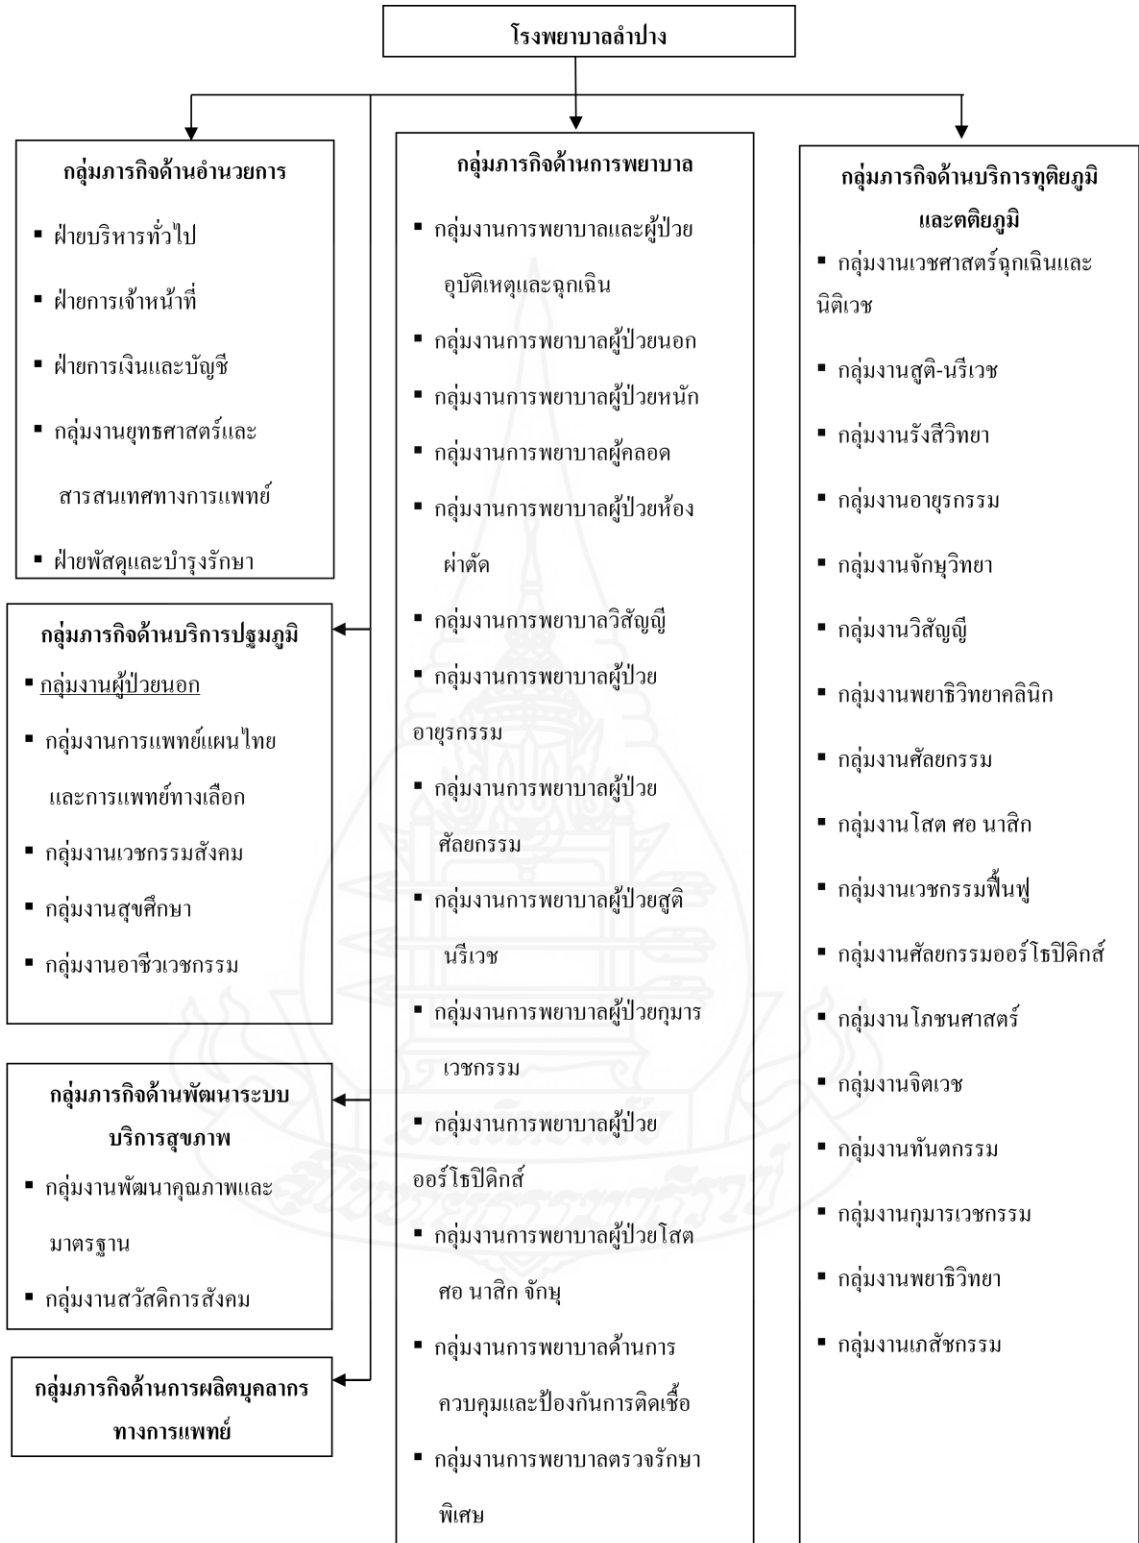 โรงพยาบาลลำปาง
กลุ่มภารกิจด้านอำนวยการ
▪ ฝ่ายบริหารทั่วไป
▪ ฝ่ายการเจ้าหน้าที่
▪ ฝ่ายการเงินและบัญชี
▪ กลุ่มงานยุทธศาสตร์และ
สารสนเทศทางการแพทย์
▪ ฝ่ายพัสดุและบำรุงรักษา
กลุ่มภารกิจด้านบริการปฐมภูมิ
▪ กลุ่มงานผู้ป่วยนอก
▪ กลุ่มงานการแพทย์แผนไทย
และการแพทย์ทางเลือก
▪ กลุ่มงานเวชกรรมสังคม
▪ กลุ่มงานสุขศึกษา
▪ กลุ่มงานอาชีวเวชกรรม
กลุ่มภารกิจด้านพัฒนาระบบ
บริการสุขภาพ
▪ กลุ่มงานพัฒนาคุณภาพและ
มาตรฐาน
▪ กลุ่มงานสวัสดิการสังคม
กลุ่มภารกิจด้านการผลิตบุคลากร
ทางการแพทย์
กลุ่มภารกิจด้านการพยาบาล
▪ กลุ่มงานการพยาบาลและผู้ป่วย
อุบัติเหตุและฉุกเฉิน
▪ กลุ่มงานการพยาบาลผู้ป่วยนอก
▪ กลุ่มงานการพยาบาลผู้ป่วยหนัก
▪ กลุ่มงานการพยาบาลผู้คลอด
▪ กลุ่มงานการพยาบาลผู้ป่วยห้อง
ผ่าตัด
▪ กลุ่มงานการพยาบาลวิสัญญี
▪ กลุ่มงานการพยาบาลผู้ป่วย
อายุรกรรม
▪ กลุ่มงานการพยาบาลผู้ป่วย
ศัลยกรรม
▪ กลุ่มงานการพยาบาลผู้ป่วยสูติ
นรีเวช
▪ กลุ่มงานการพยาบาลผู้ป่วยกุมาร
เวชกรรม
▪ กลุ่มงานการพยาบาลผู้ป่วย
ออร์โธปิดิกส์
▪ กลุ่มงานการพยาบาลผู้ป่วยโสต
ศอ นาสิก จักษุ
▪ กลุ่มงานการพยาบาลด้านการ
ควบคุมและป้องกันการติดเชื้อ
▪ กลุ่มงานการพยาบาลตรวจรักษา
พิเศษ
กลุ่มภารกิจด้านบริการทุติยภูมิ
และตติยภูมิ
▪ กลุ่มงานเวชศาสตร์ฉุกเฉินและ
นิติเวช
▪ กลุ่มงานสูติ-นรีเวช
▪ กลุ่มงานรังสีวิทยา
▪ กลุ่มงานอายุรกรรม
▪ กลุ่มงานจักษุวิทยา
▪ กลุ่มงานวิสัญญี
▪ กลุ่มงานพยาธิวิทยาคลินิก
▪ กลุ่มงานศัลยกรรม
▪ กลุ่มงานโสต ศอ นาสิก
▪ กลุ่มงานเวชกรรมฟื้นฟู
▪ กลุ่มงานศัลยกรรมออร์โธปิดิกส์
▪ กลุ่มงานโภชนศาสตร์
▪ กลุ่มงานจิตเวช
▪ กลุ่มงานทันตกรรม
▪ กลุ่มงานกุมารเวชกรรม
▪ กลุ่มงานพยาธิวิทยา
▪ กลุ่มงานเภสัชกรรม
มหาวิทยาลัย
สุโขทัยธรรมาธิราช